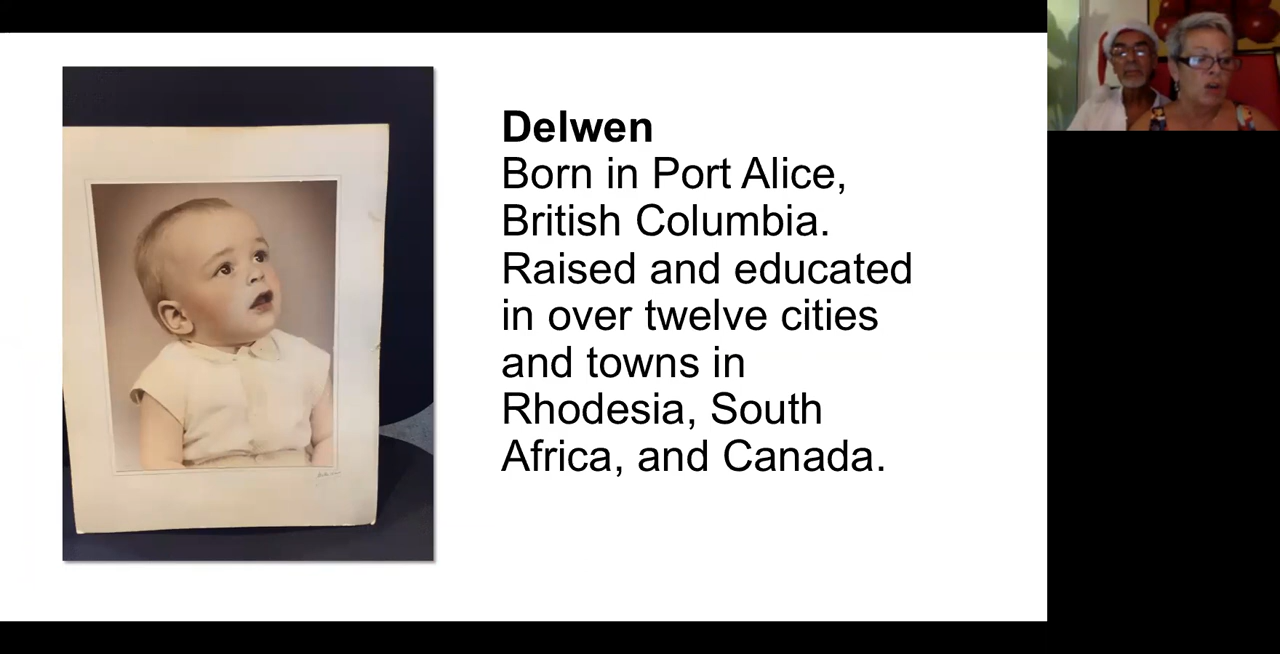 Delwen
Born in Port Alice,
British Columbia.
Raised and educated
in over twelve cities
and towns in
Rhodesia, South
Africa, and Canada.